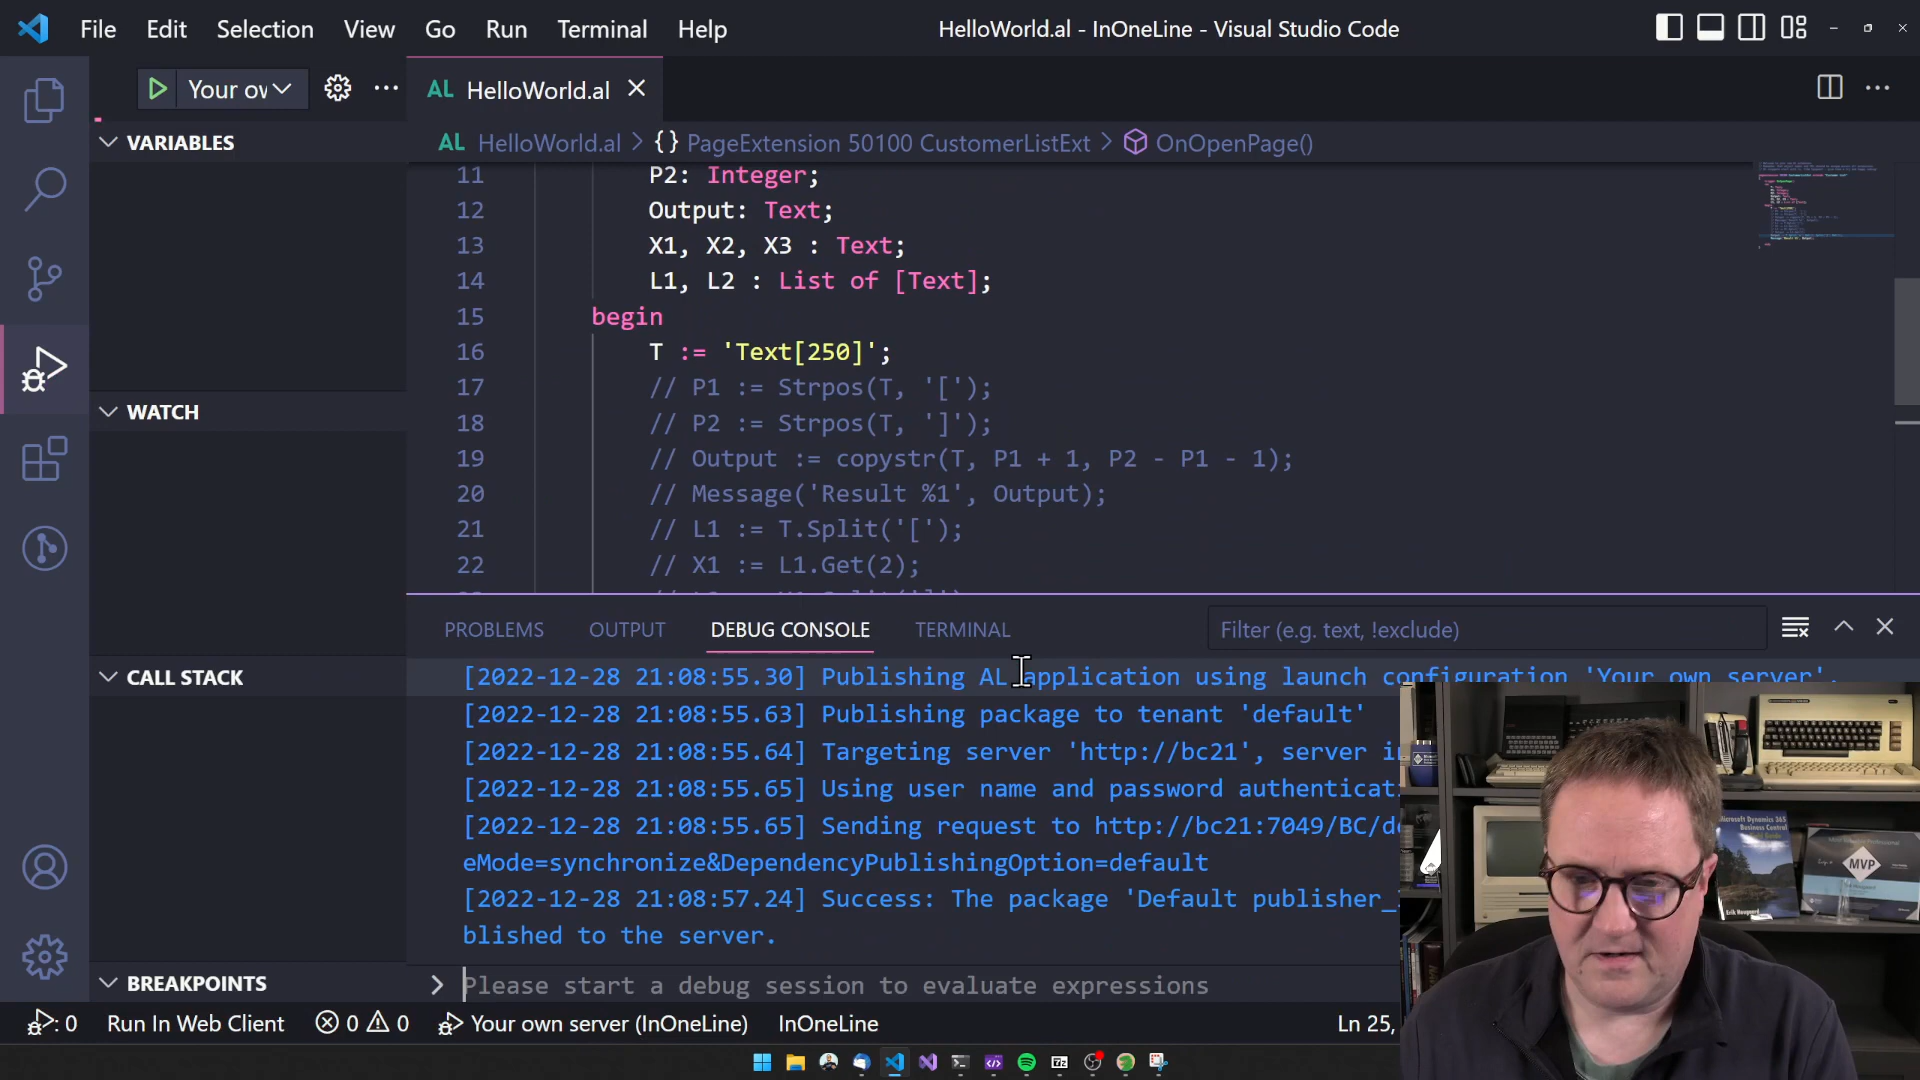 File Edit Selection View Go Run Terminal Help
HelloWorld.al - InOneLine - Visual Studio Code
Your ov
AL HelloWorld.al
VARIABLES
AL HelloWorld.al > {} PageExtension 50100 CustomerListExt > OnOpenPage()
11 P2: Integer;
12 Output: Text;
13 X1, X2, X3 : Text;
14 L1, L2 : List of [Text];
15 begin
16 T := 'Text[250]';
17 // P1 := Strpos(T, '[');
18 // P2 := Strpos(T, ']');
19 // Output := copystr(T, P1 + 1, P2 - P1 - 1);
20 // Message('Result %1', Output);
21 // L1 := T.Split('[');
22 // X1 := L1.Get(2);
WATCH
CALL STACK
BREAKPOINTS
PROBLEMS OUTPUT DEBUG CONSOLE TERMINAL
Filter (e.g. text, !exclude)
[2022-12-28 21:08:55.30] Publishing AL application using launch configuration 'Your own server'.
[2022-12-28 21:08:55.63] Publishing package to tenant 'default'
[2022-12-28 21:08:55.64] Targeting server 'http://bc21', server i
[2022-12-28 21:08:55.65] Using user name and password authenticati
[2022-12-28 21:08:55.65] Sending request to http://bc21:7049/BC/d
eMode=synchronize&DependencyPublishingOption=default
[2022-12-28 21:08:57.24] Success: The package 'Default publisher_
blished to the server.
> Please start a debug session to evaluate expressions
: 0 Run In Web Client 0 0 Your own server (InOneLine) InOneLine
Ln 25,
Microsoft Dynamics 365
Business Central
Erik Hougaard
MVP